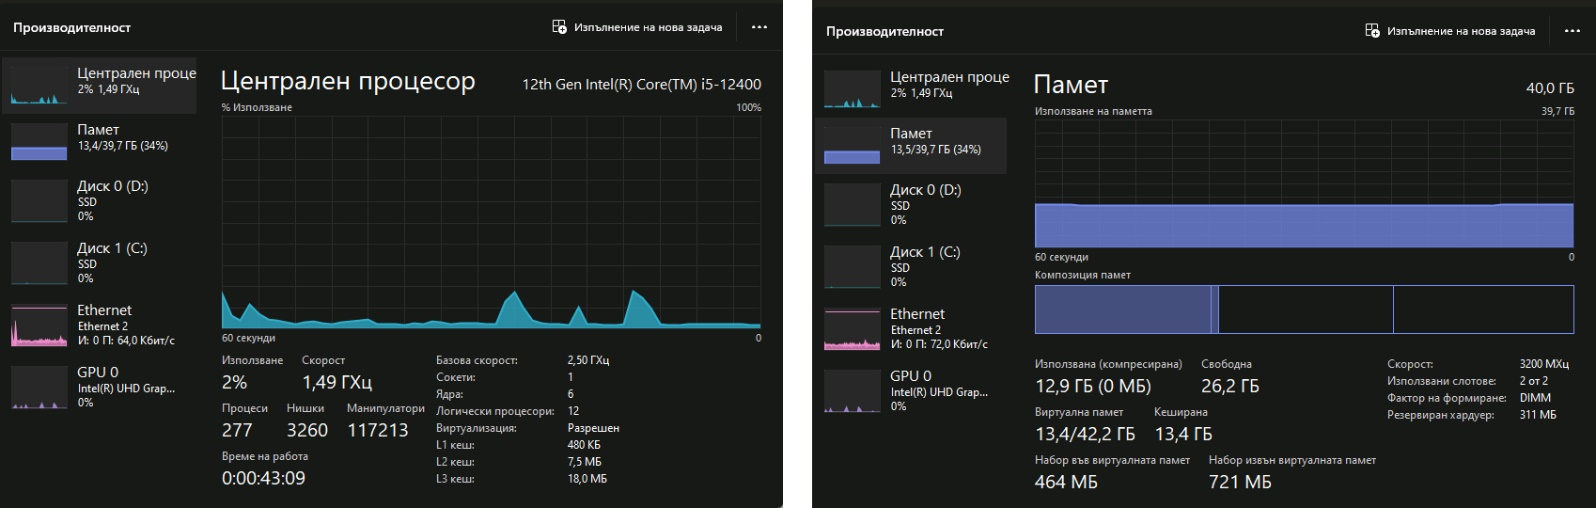 Производителност
Изпълнение на нова задача
Централен проце
2% 1,49 ГХц
Памет
13,4/39,7 ГБ (34%)
Диск 0 (D:)
SSD
0%
Диск 1 (C:)
SSD
0%
Ethernet
Ethernet 2
И: 0 П: 64,0 Кбит/с
GPU 0
Intel(R) UHD Grap...
0%
Централен процесор
12th Gen Intel(R) Core(TM) i5-12400
% Използване
100%
60 секунди
0
Използване
Скорост
2%
1,49 ГХц
Процеси
Нишки
Манипулатори
277
3260
117213
Време на работа
0:00:43:09
Базова скорост: 2,50 ГХц
Сокети: 1
Ядра: 6
Логически процесори: 12
Виртуализация: Разрешен
L1 кеш: 480 КБ
L2 кеш: 7,5 МБ
L3 кеш: 18,0 МБ
Производителност
Изпълнение на нова задача
Централен проце
2% 1,49 ГХц
Памет
13,5/39,7 ГБ (34%)
Диск 0 (D:)
SSD
0%
Диск 1 (C:)
SSD
0%
Ethernet
Ethernet 2
И: 0 П: 72,0 Кбит/с
GPU 0
Intel(R) UHD Grap...
0%
Памет
40,0 ГБ
Използване на паметта
39,7 ГБ
60 секунди
0
Композиция памет
Използвана (компресирана)
Свободна
12,9 ГБ (0 МБ)
26,2 ГБ
Виртуална памет
Кеширана
13,4/42,2 ГБ
13,4 ГБ
Набор във виртуалната памет
Набор извън виртуалната памет
464 МБ
721 МБ
Скорост: 3200 МХц
Използвани слотове: 2 от 2
Фактор на формиране: DIMM
Резервиран хардуер: 311 МБ